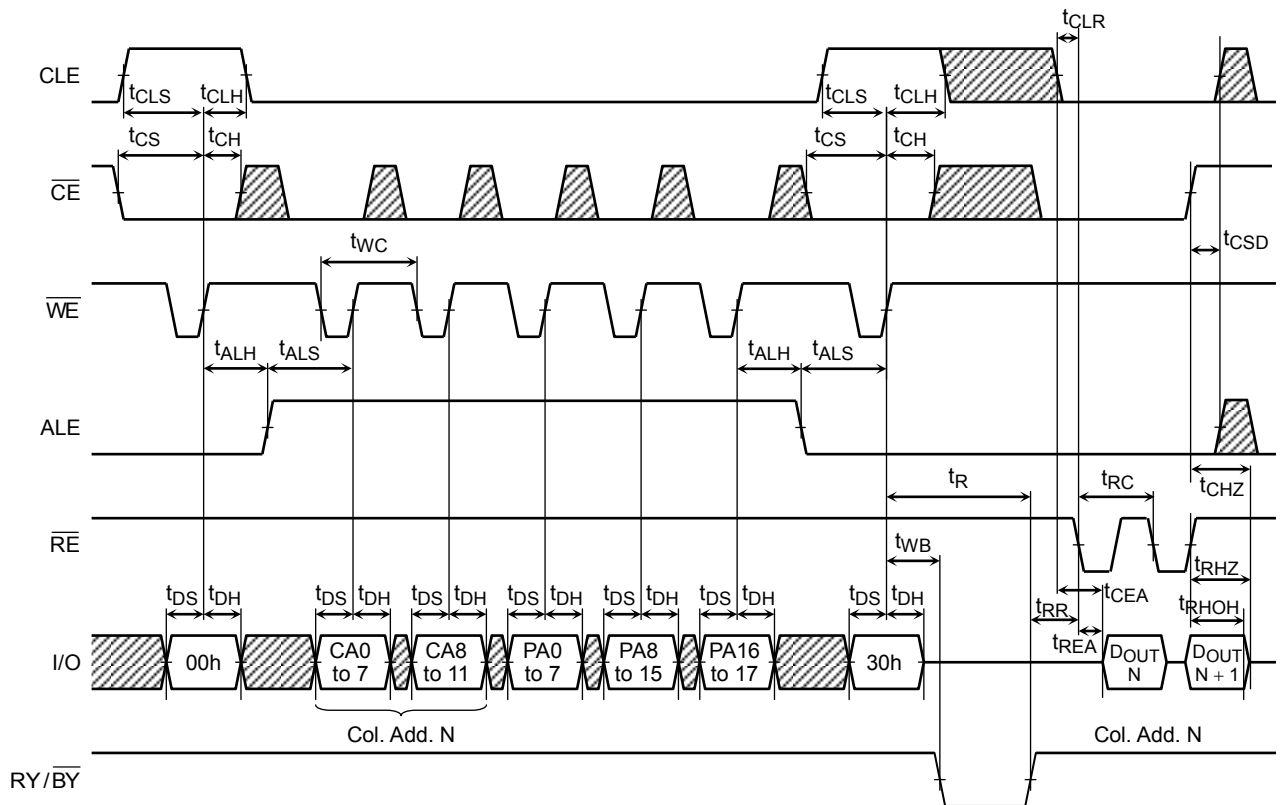 tCLR
CLE
tCLS tCLH tCLS tCLH
tCS tCH tCS tCH
CE
tWC tCSD
WE
tALH tALS tALH tALS
ALE
tR tRC tCHZ
RE
tWB tRHZ
tDS tDH tDS tDH tDS tDH tDS tDH tDS tDH tDS tDH tDS tDH tCEA
tRR tRHOH
tREA
I/O 00h CA0 to 7 CA8 to 11 PA0 to 7 PA8 to 15 PA16 to 17 30h DOUT N DOUT N + 1
Col. Add. N Col. Add. N
RY/BY